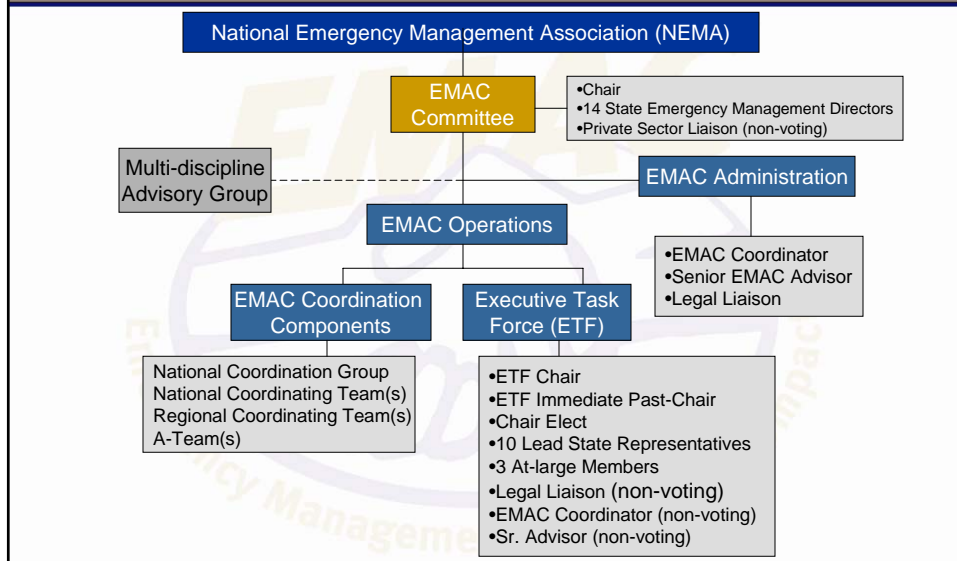 National Emergency Management Association (NEMA)
EMAC
Committee
•Chair
•14 State Emergency Management Directors
•Private Sector Liaison (non-voting)
Multi-discipline
Advisory Group
EMAC Administration
EMAC Operations
•EMAC Coordinator
•Senior EMAC Advisor
•Legal Liaison
EMAC Coordination
Components
Executive Task
Force (ETF)
National Coordination Group
National Coordinating Team(s)
Regional Coordinating Team(s)
A-Team(s)
•ETF Chair
•ETF Immediate Past-Chair
•Chair Elect
•10 Lead State Representatives
•3 At-large Members
•Legal Liaison (non-voting)
•EMAC Coordinator (non-voting)
•Sr. Advisor (non-voting)
EMAC